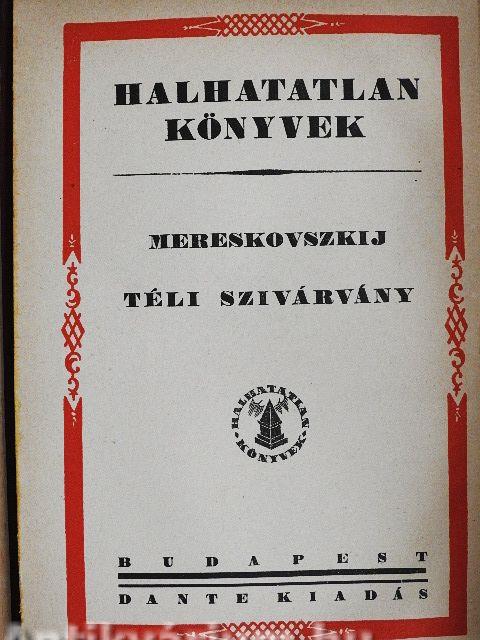 HALHATATLAN
KÖNYVEK
MERESKOVSZKIJ
TÉLI SZIVÁRVÁNY
HALHATATLAN
KÖNYVEK
BUDAPEST
DANTE KIADÁS